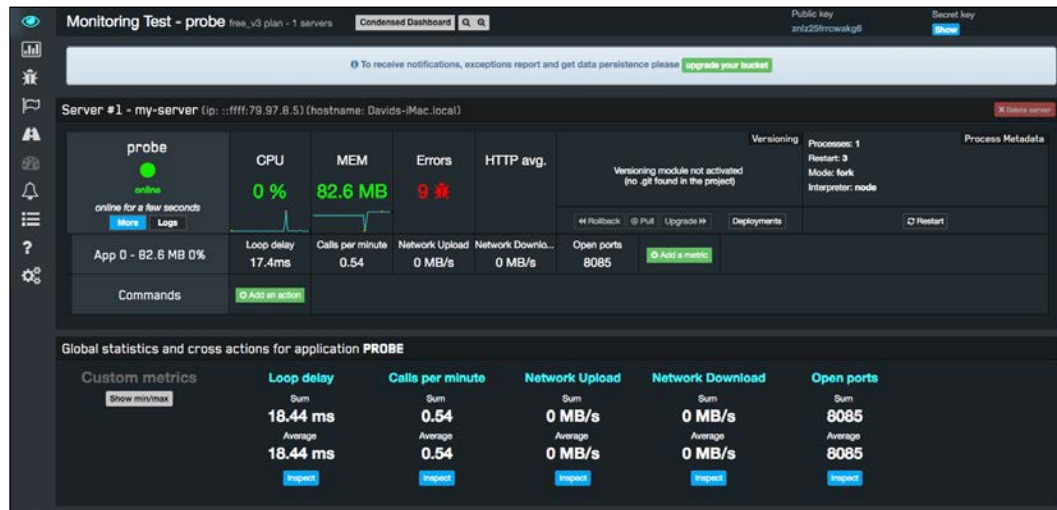 Monitoring Test - probe free_v3 plan - 1 servers
Condensed Dashboard
Public key
Secret key
Show
To receive notifications, exceptions report and get data persistence please upgrade your bucket
Server #1 - my-server (ip: ::ffff:79.97.8.5) (hostname: Davids-iMac.local)
Delete server
probe
online
online for a few seconds
More Logs
CPU
0 %
MEM
82.6 MB
Errors
9
HTTP avg.
Versioning
Versioning module not activated
(no .git found in the project)
Rollback Pull Upgrade Deployments
Process Metadata
Processes: 1
Restart: 3
Mode: fork
Interpreter: node
Restart
App 0 - 82.6 MB 0%
Loop delay
17.4ms
Calls per minute
0.54
Network Upload
0 MB/s
Network Downlo...
0 MB/s
Open ports
8085
Add a metric
Commands
Add an action
Global statistics and cross actions for application PROBE
Custom metrics
Show min/max
Loop delay
Sum
18.44 ms
Average
18.44 ms
Inspect
Calls per minute
Sum
0.54
Average
0.54
Inspect
Network Upload
Sum
0 MB/s
Average
0 MB/s
Inspect
Network Download
Sum
0 MB/s
Average
0 MB/s
Inspect
Open ports
Sum
8085
Average
8085
Inspect